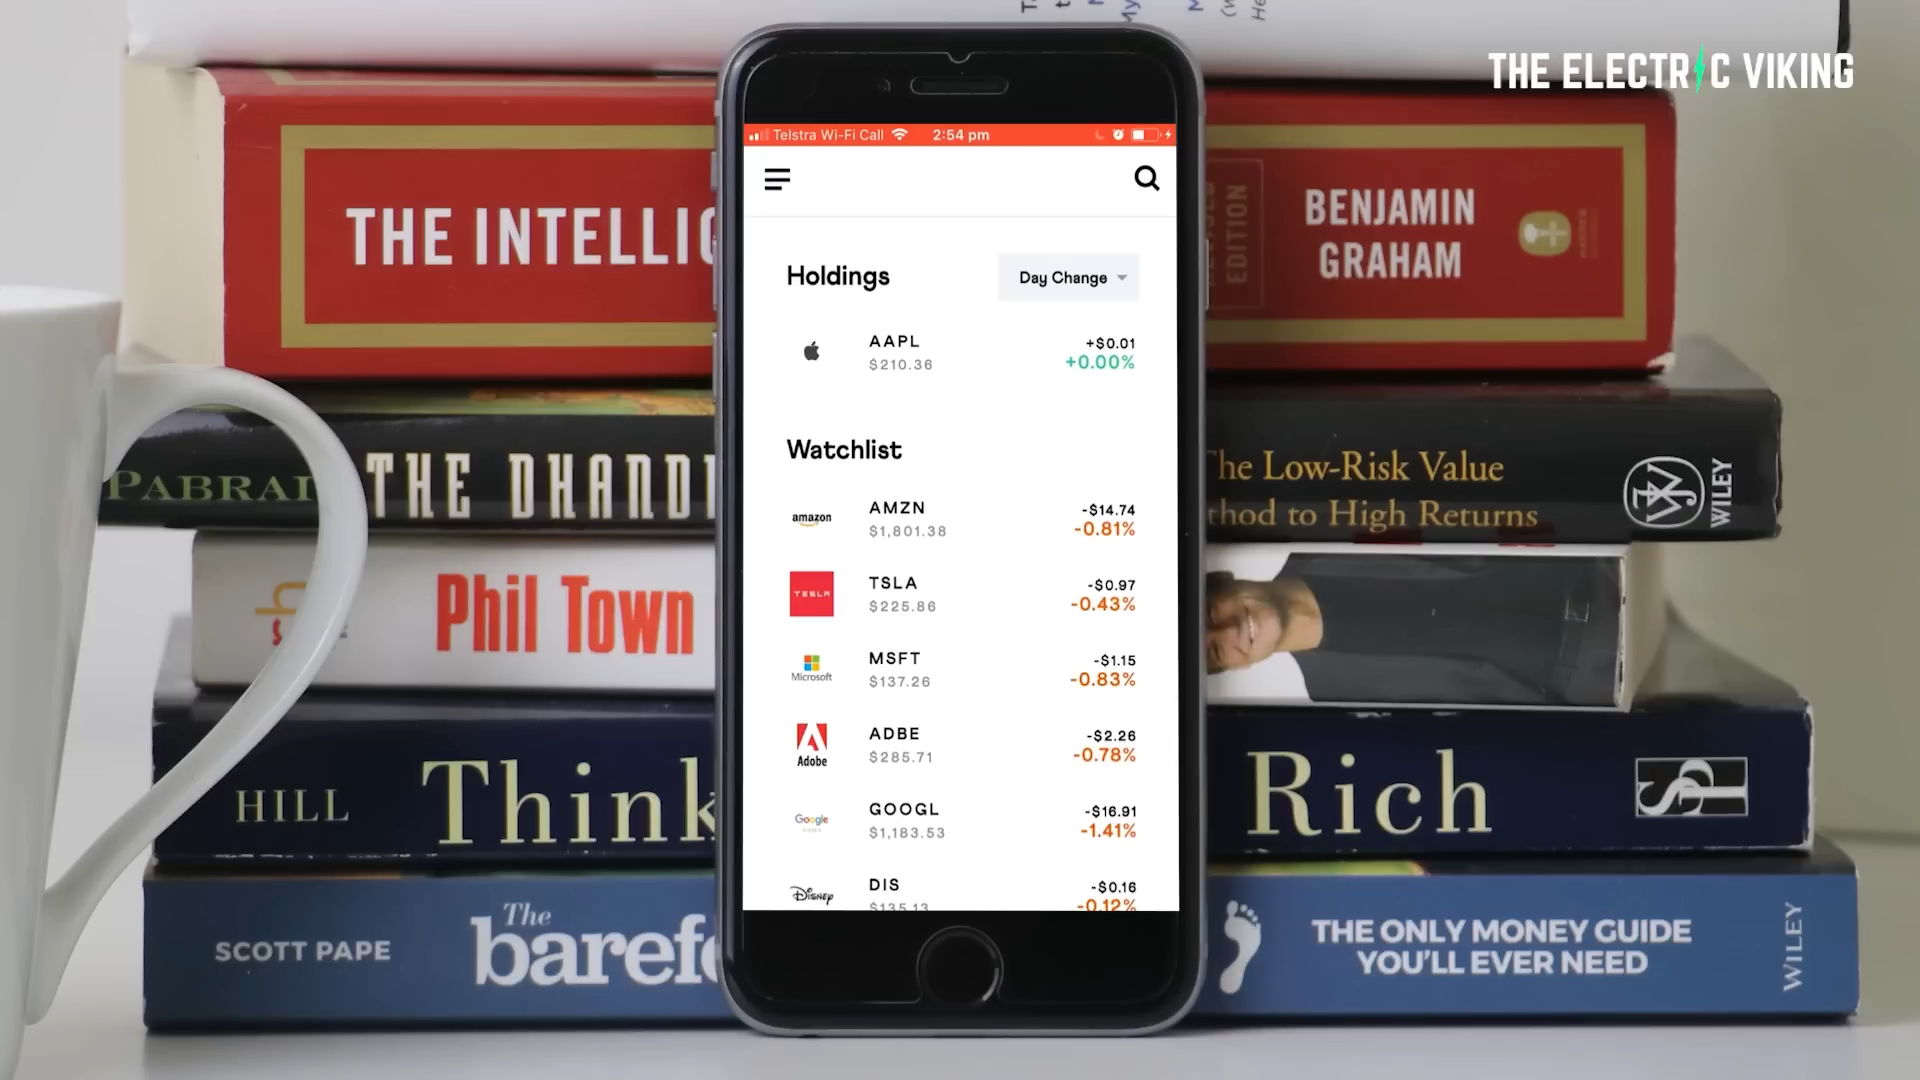 THE ELECTRIC VIKING
THE INTELLIG
EDITION
BENJAMIN
GRAHAM
PABRAI
THE DHAND
The Low-Risk Value
thod to High Returns
WILEY
Phil Town
HILL
Think
Rich
SCOTT PAPE
The
barefo
THE ONLY MONEY GUIDE
YOU'LL EVER NEED
WILEY
Telstra Wi-Fi Call 2:54 pm
Holdings
Day Change
AAPL +$0.01
$210.36 +0.00%
Watchlist
amazon AMZN -$14.74
$1,801.38 -0.81%
TESLA TSLA -$0.97
$225.86 -0.43%
Microsoft MSFT -$1.15
$137.26 -0.83%
Adobe ADBE -$2.26
$285.71 -0.78%
Google GOOGL -$16.91
$1,183.53 -1.41%
Disney DIS -$0.16
$135.13 -0.12%